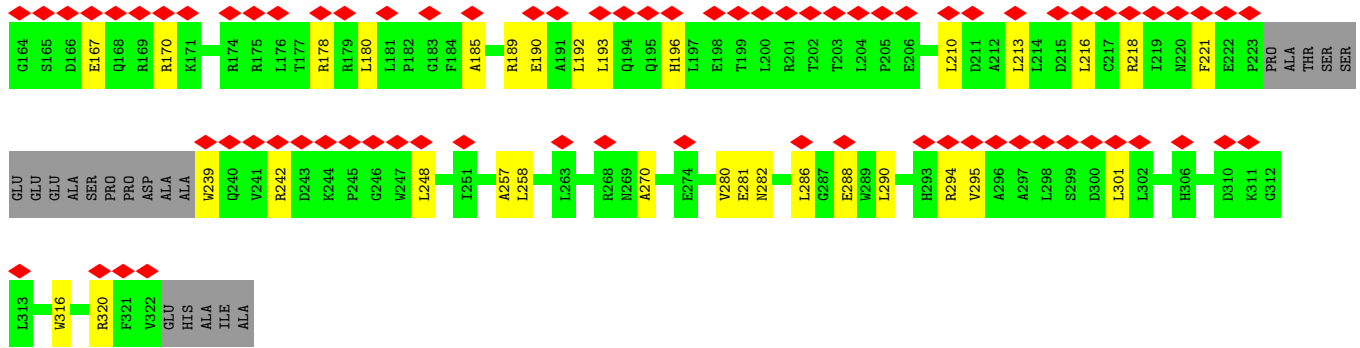 G164 S165 D166 E167 Q168 R169 R170 K171 R174 R175 L176 T177 R178 R179 L180 L181 P182 G183 F184 A185 R189 E190 A191 L192 L193 Q194 Q195 H196 L197 E198 T199 L200 R201 T202 T203 L204 P205 E206 L210 D211 A212 L213 L214 D215 L216 C217 R218 I219 N220 F221 E222 P223 PRO ALA THR SER SER
GLU GLU GLU ALA SER PRO PRO ASP ALA ALA W239 Q240 V241 R242 D243 K244 P245 G246 W247 L248 I251 A257 L258 L263 R268 N269 A270 E274 V280 E281 N282 L286 G287 E288 W289 L290 H293 R294 V295 A296 A297 L298 S299 D300 L301 L302 H306 D310 K311 G312
L313 W316 R320 F321 V322 GLU HIS ALA ILE ALA